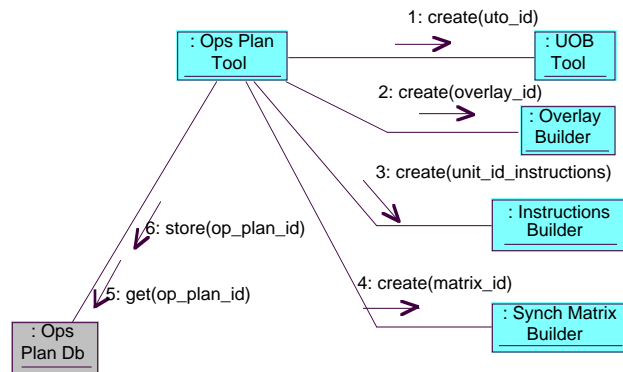 1: create(uto_id)
: Ops Plan
Tool
: UOB
Tool
2: create(overlay_id)
: Overlay
Builder
3: create(unit_id_instructions)
: Instructions
Builder
6: store(op_plan_id)
5: get(op_plan_id)
4: create(matrix_id)
: Ops
Plan Db
: Synch Matrix
Builder